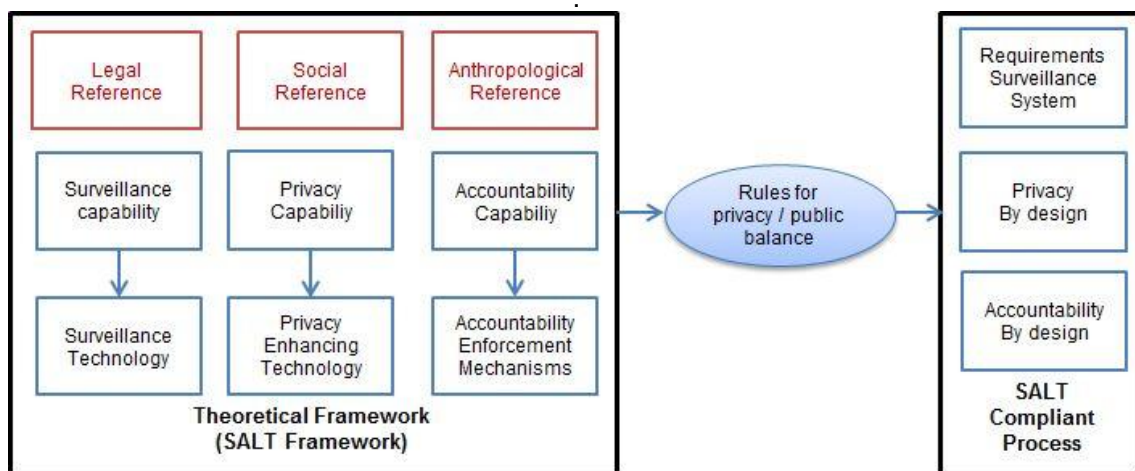 Legal
Reference
Social
Reference
Anthropological
Reference
Surveillance
capability
Privacy
Capabiliy
Accountability
Capabiliy
Surveillance
Technology
Privacy
Enhancing
Technology
Accountability
Enforcement
Mechanisms
Theoretical Framework
(SALT Framework)
Rules for
privacy / public
balance
Requirements
Surveillance
System
Privacy
By design
Accountability
By design
SALT
Compliant
Process